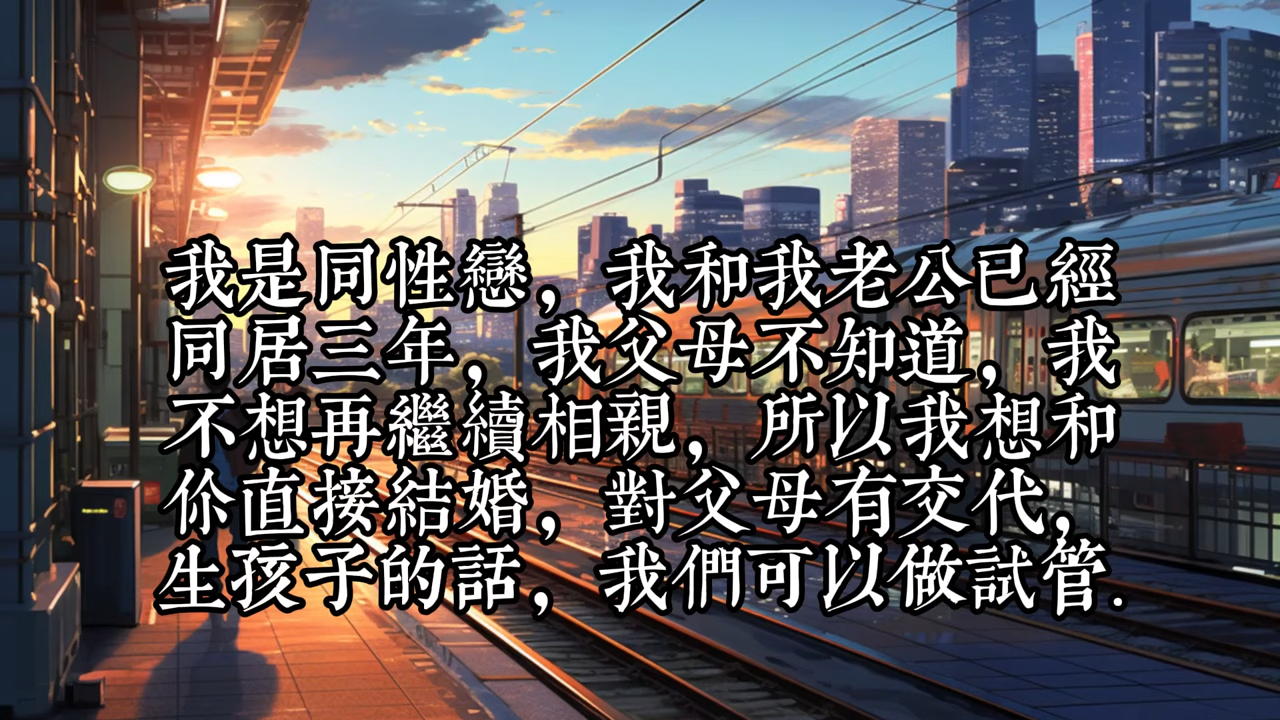 我是同性戀，我和我老公已經
同居三年，我父母不知道，我
不想再繼續相親，所以我想和
你直接結婚，對父母有交代，
生孩子的話，我們可以做試管.